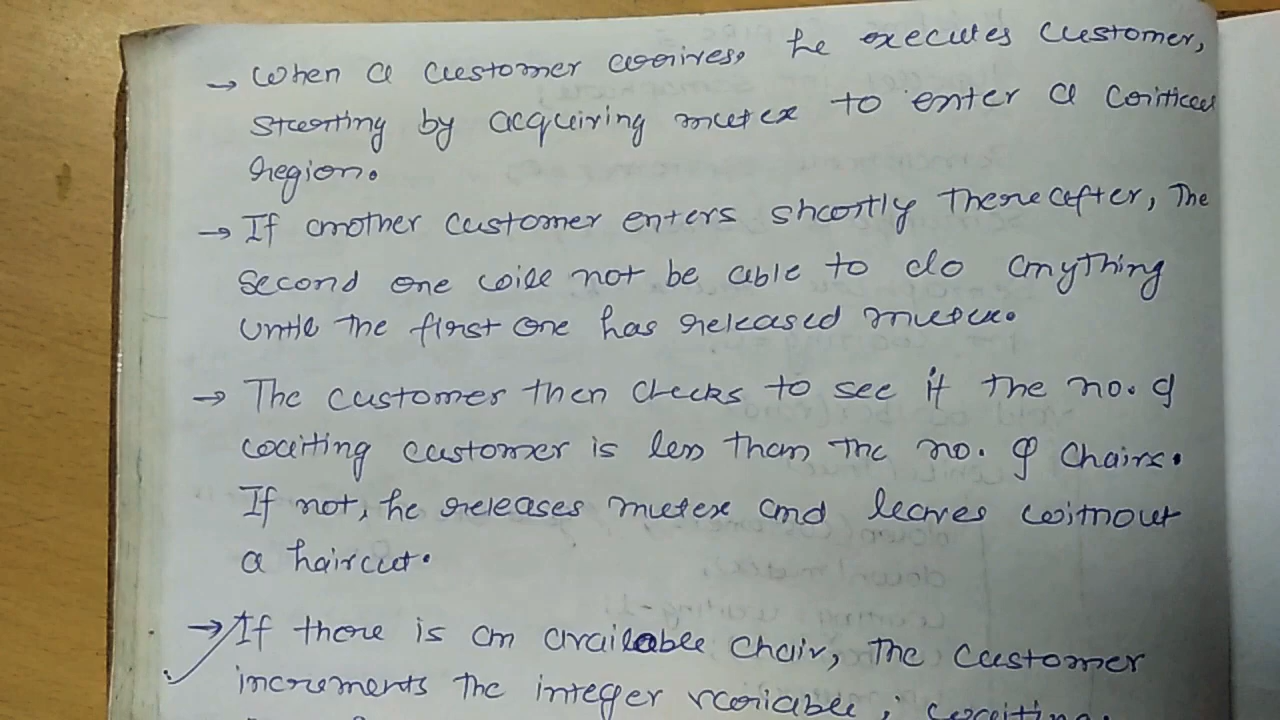 → When a customer arrives, he executes customer,
starting by acquiring mutex to enter a critical
region.
→ If another customer enters shortly thereafter, the
second one will not be able to do anything
until the first one has released mutex.
→ The customer then checks to see if the no. of
waiting customer is less than the no. of chairs.
If not, he releases mutex and leaves without
a haircut.
→ If there is an available chair, the customer
increments the integer variable, waiting.